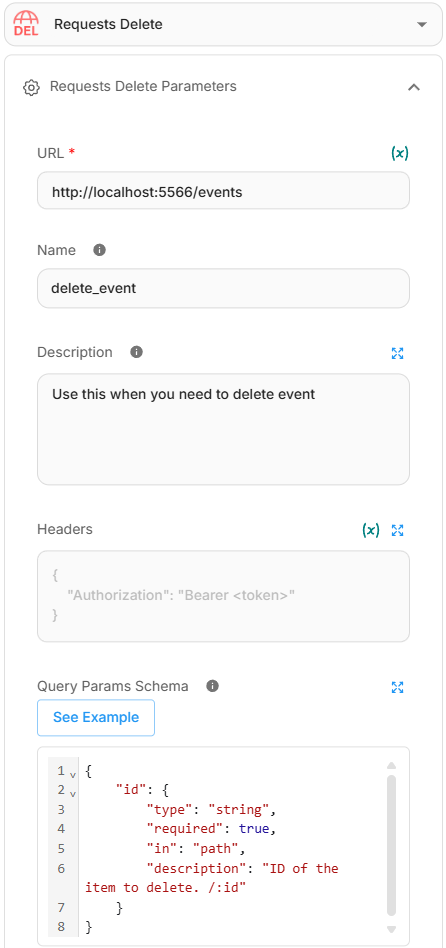 DEL Requests Delete
Requests Delete Parameters
URL *
(x)
http://localhost:5566/events
Name
delete_event
Description
Use this when you need to delete event
Headers
(x)
{
    "Authorization": "Bearer <token>"
}
Query Params Schema
See Example
1 {
2     "id": {
3         "type": "string",
4         "required": true,
5         "in": "path",
6         "description": "ID of the
item to delete. /:id"
7     }
8 }